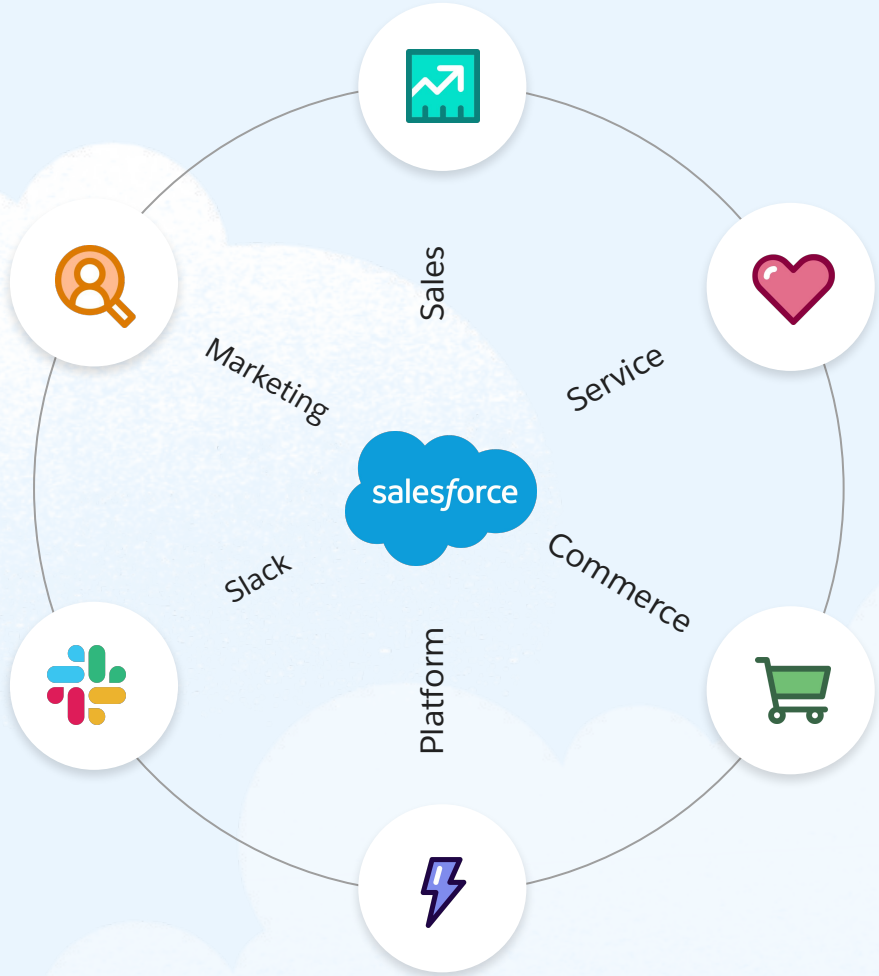 Sales
Service
Marketing
salesforce
Commerce
Slack
Platform